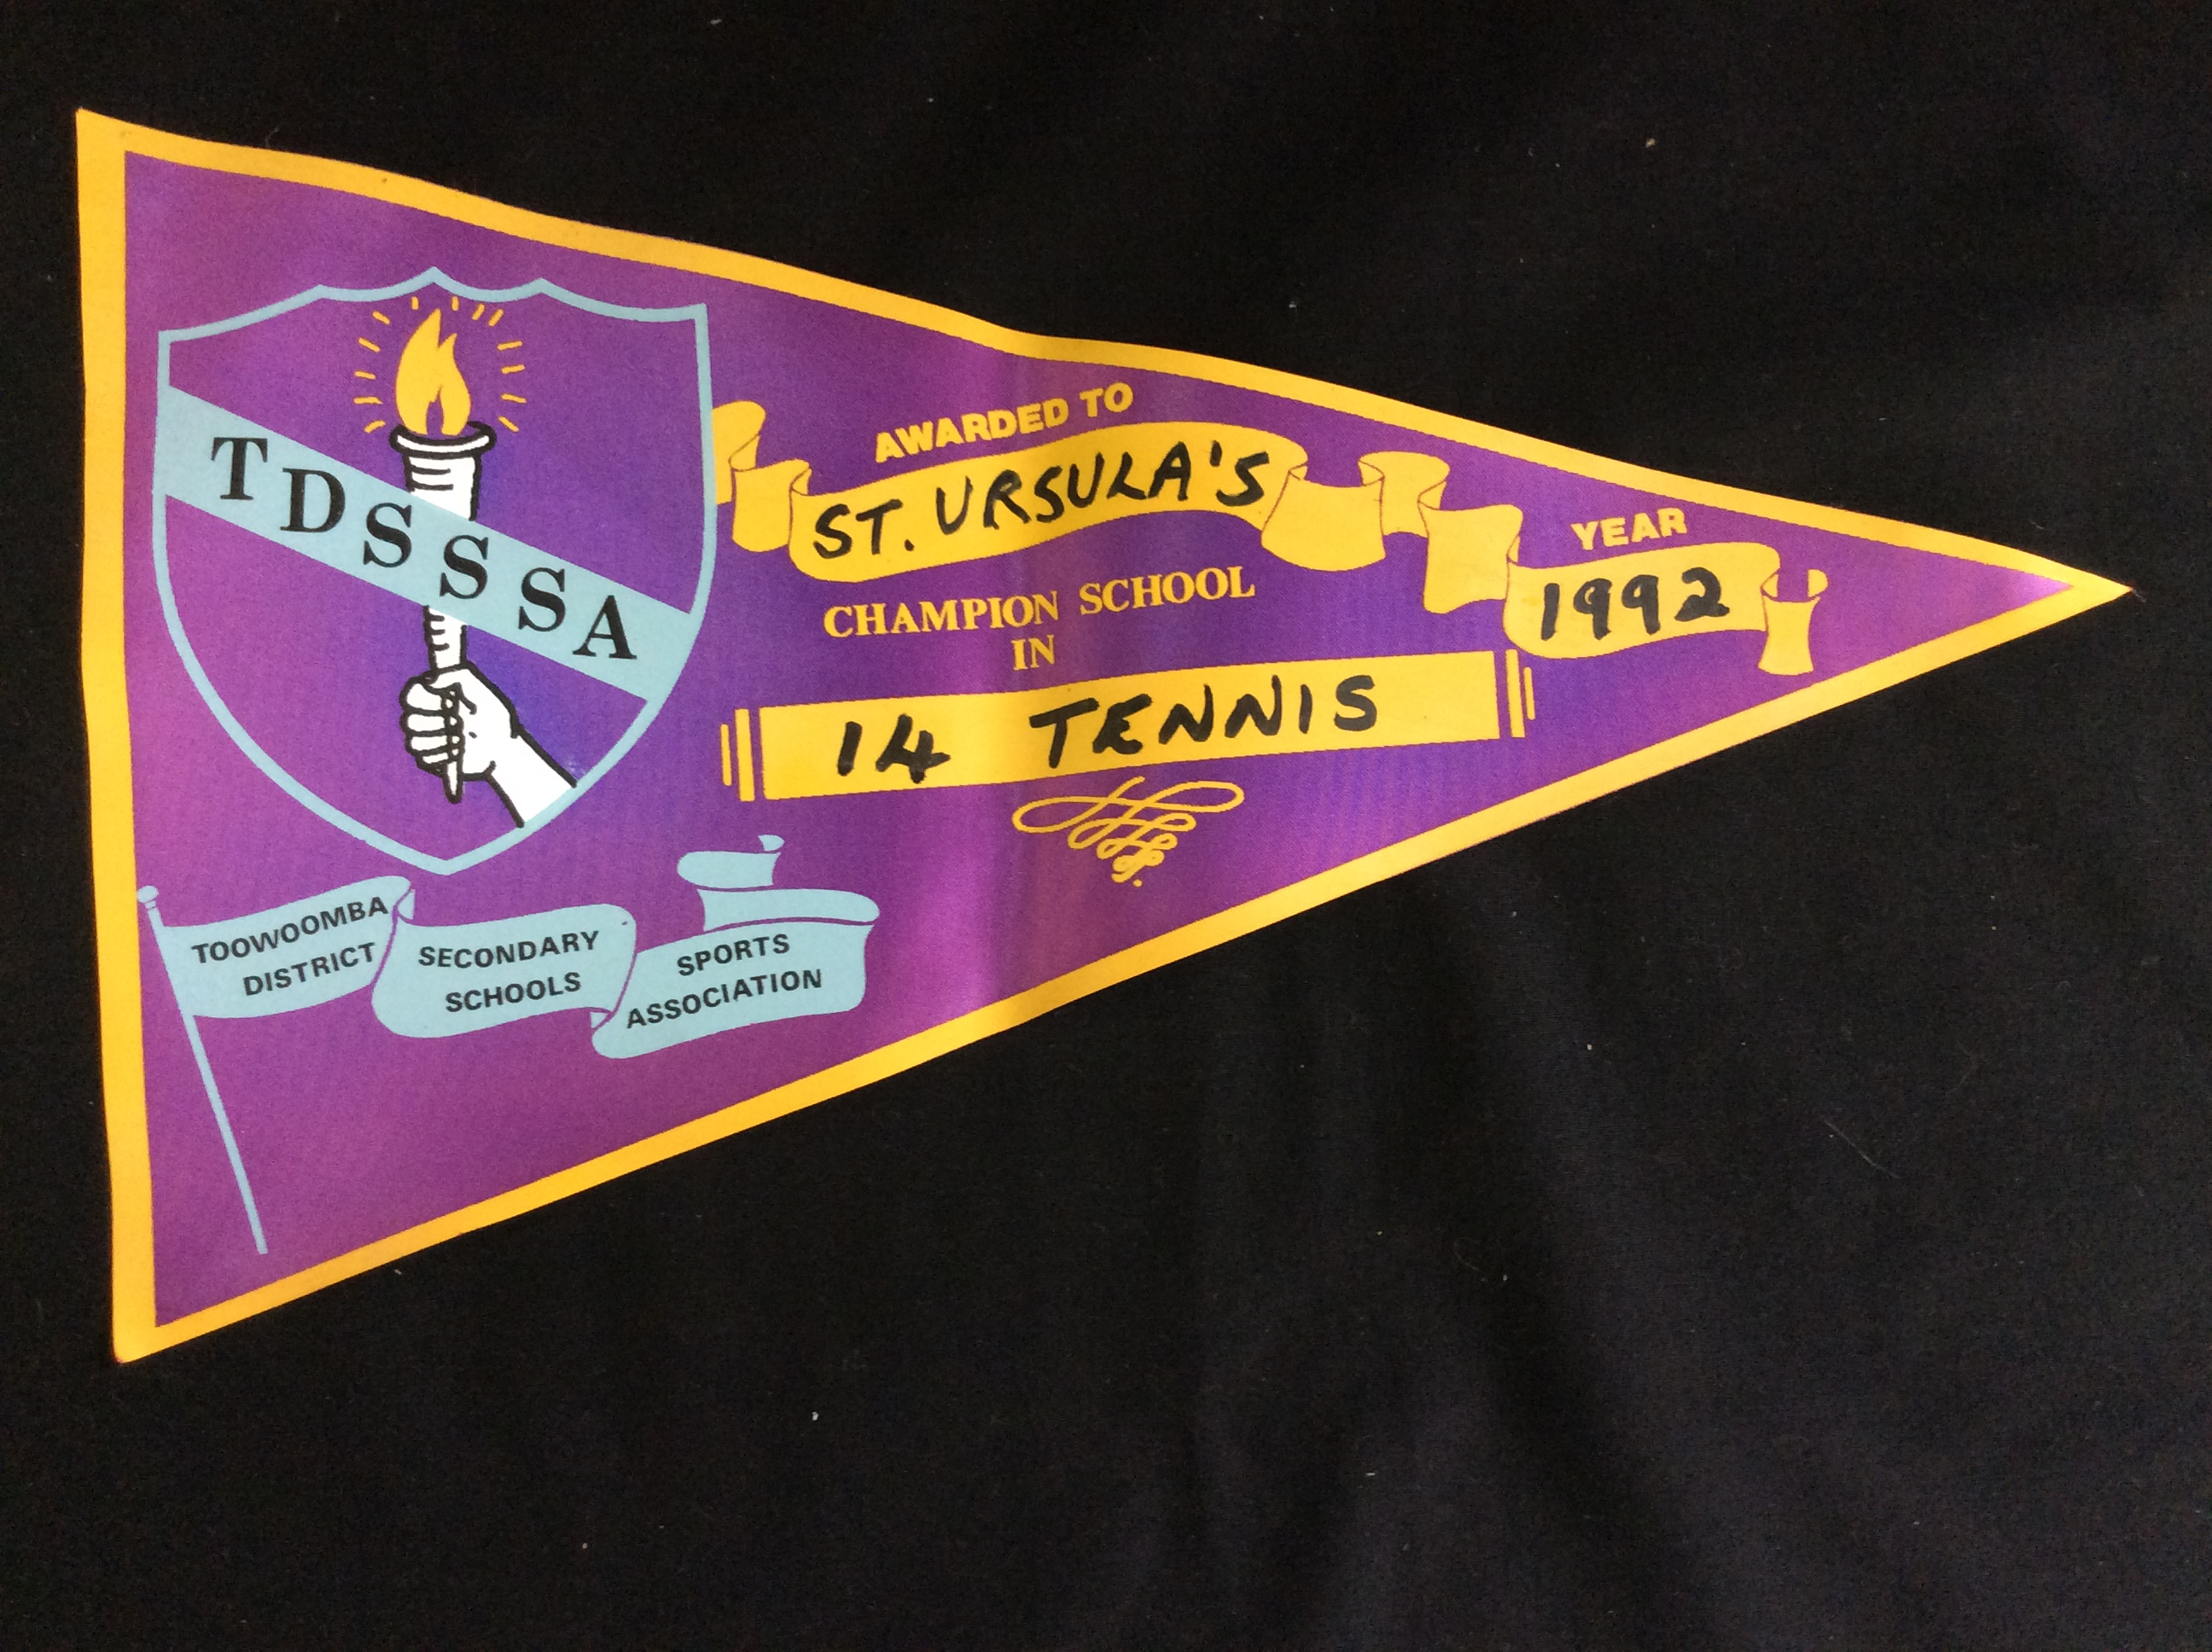 TDSSSA
AWARDED TO
ST. URSULA'S
CHAMPION SCHOOL
IN
14 TENNIS
YEAR
1992
TOOWOOMBA
DISTRICT
SECONDARY
SCHOOLS
SPORTS
ASSOCIATION